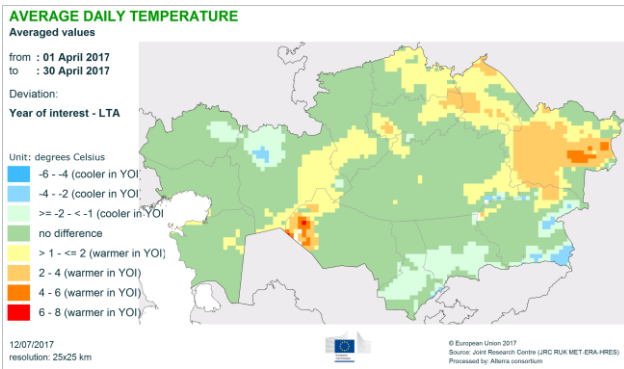 AVERAGE DAILY TEMPERATURE
Averaged values
from : 01 April 2017
to : 30 April 2017
Deviation:
Year of interest - LTA
Unit: degrees Celsius
-6 - -4 (cooler in YOI)
-4 - -2 (cooler in YOI)
>= -2 - < -1 (cooler in YOI
no difference
> 1 - <= 2 (warmer in YOI)
2 - 4 (warmer in YOI)
4 - 6 (warmer in YOI)
6 - 8 (warmer in YOI)
12/07/2017
resolution: 25x25 km
© European Union 2017
Source: Joint Research Centre (JRC RUK MET-ERA-HRES)
Processed by: Alterra consortium